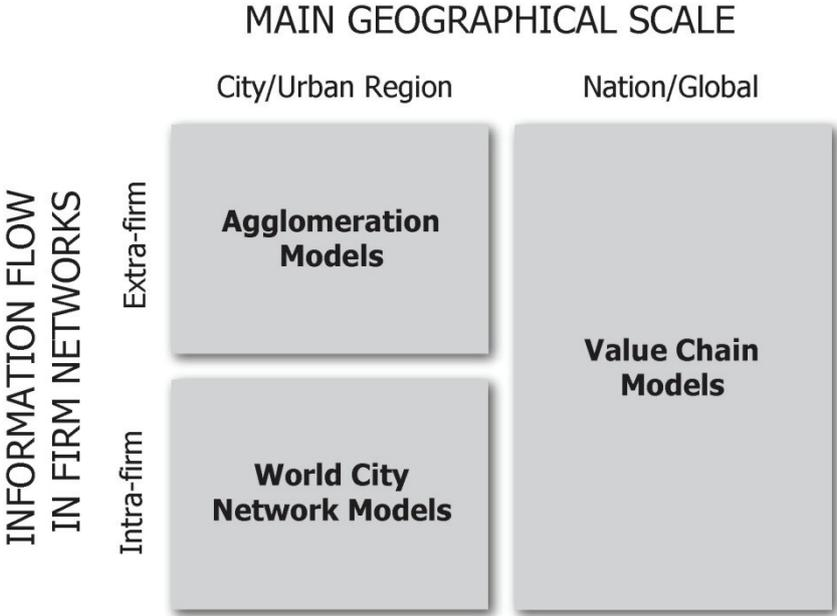 MAIN GEOGRAPHICAL SCALE
City/Urban Region
Nation/Global
INFORMATION FLOW
IN FIRM NETWORKS
Extra-firm
Agglomeration
Models
Value Chain
Models
Intra-firm
World City
Network Models